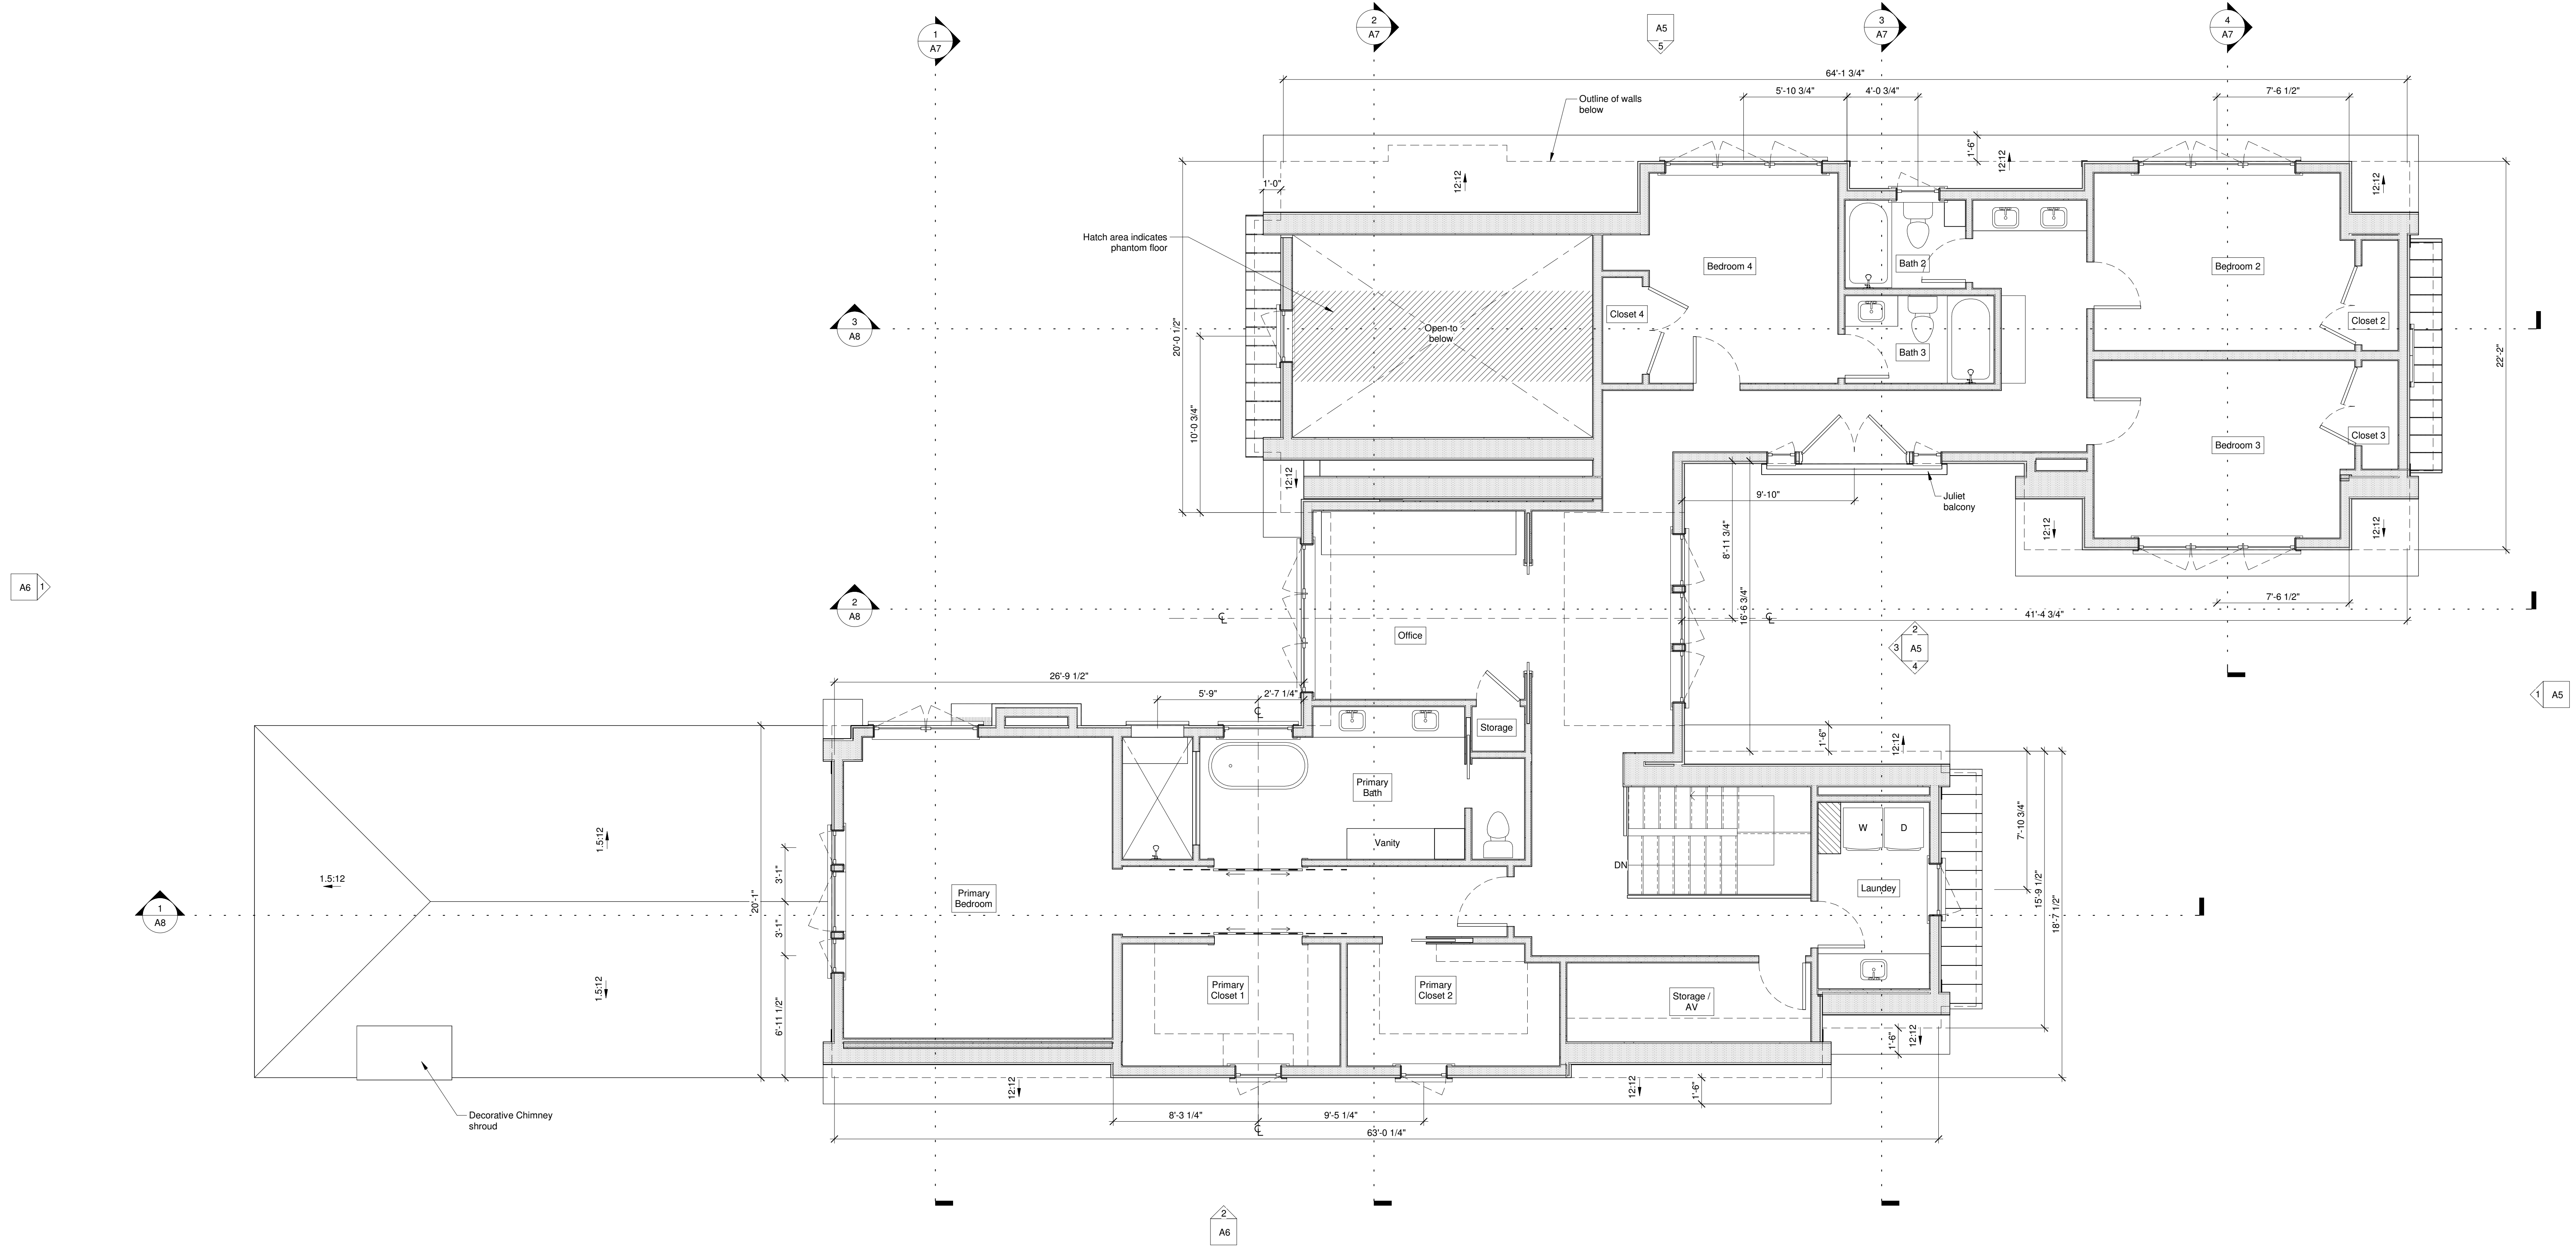 1
A7
2
A7
A5
5
3
A7
4
A7
64'-1 3/4"
Outline of walls
below
5'-10 3/4"
4'-0 3/4"
7'-6 1/2"
1'-6"
12:12
12:12
12:12
1'-0"
Hatch area indicates
phantom floor
Bedroom 4
Bath 2
Bedroom 2
20'-0 1/2"
Closet 4
Closet 2
3
A8
Open to
below
Bath 3
22'-2"
10'-0 3/4"
Bedroom 3
Closet 3
12:12
9'-10"
Juliet
balcony
8'-11 3/4"
12:12
12:12
A6
1
2
A8
16'-6 3/4"
7'-6 1/2"
41'-4 3/4"
Office
2
3
A5
4
1
A5
26'-9 1/2"
5'-9"
2'-7 1/4"
Storage
1'-6"
12:12
Primary
Bath
7'-10 3/4"
1.5:12
Vanity
W
D
DN
1.5:12
3'-1"
20'-1"
Primary
Bedroom
Laundey
15'-9 1/2"
1
A8
3'-1"
18'-7 1/2"
1.5:12
Primary
Closet 1
Primary
Closet 2
Storage /
AV
6'-11 1/2"
1'-6"
12:12
12:12
12:12
1'-6"
Decorative Chimney
shroud
8'-3 1/4"
9'-5 1/4"
63'-0 1/4"
2
A6